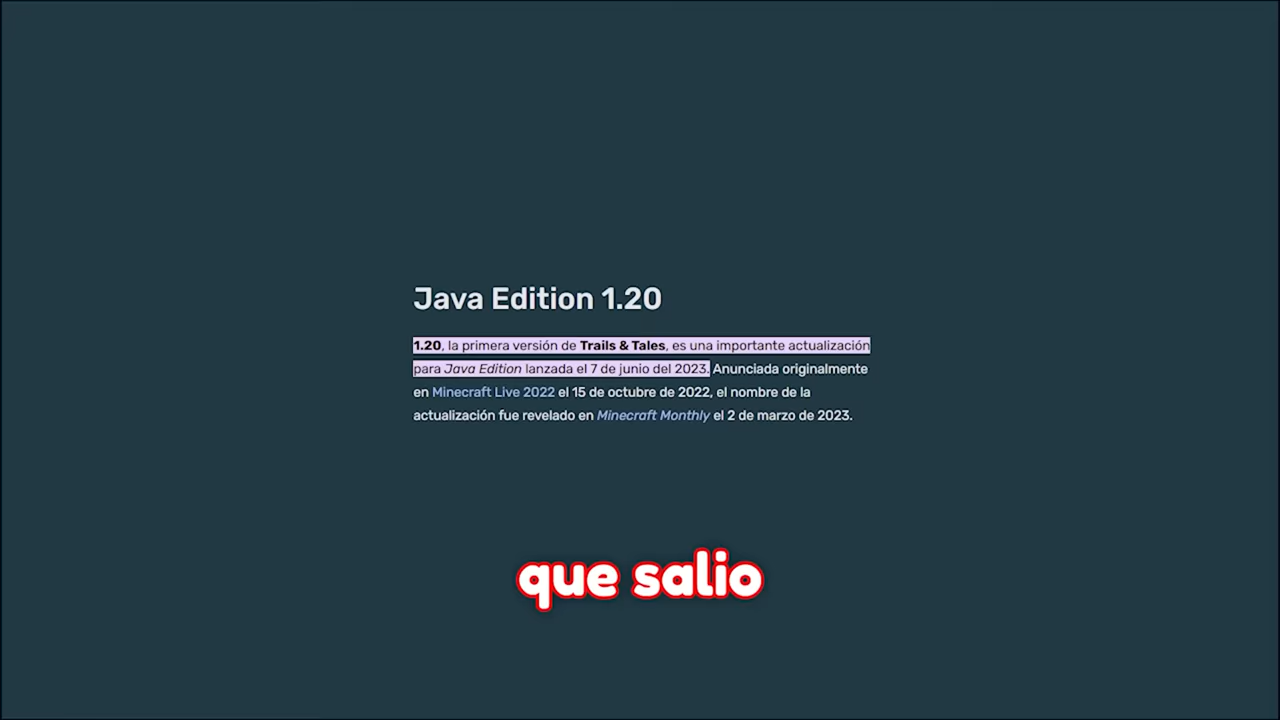 Java Edition 1.20
1.20, la primera versión de Trails & Tales, es una importante actualización
para Java Edition lanzada el 7 de junio del 2023. Anunciada originalmente
en Minecraft Live 2022 el 15 de octubre de 2022, el nombre de la
actualización fue revelado en Minecraft Monthly el 2 de marzo de 2023.
que salio